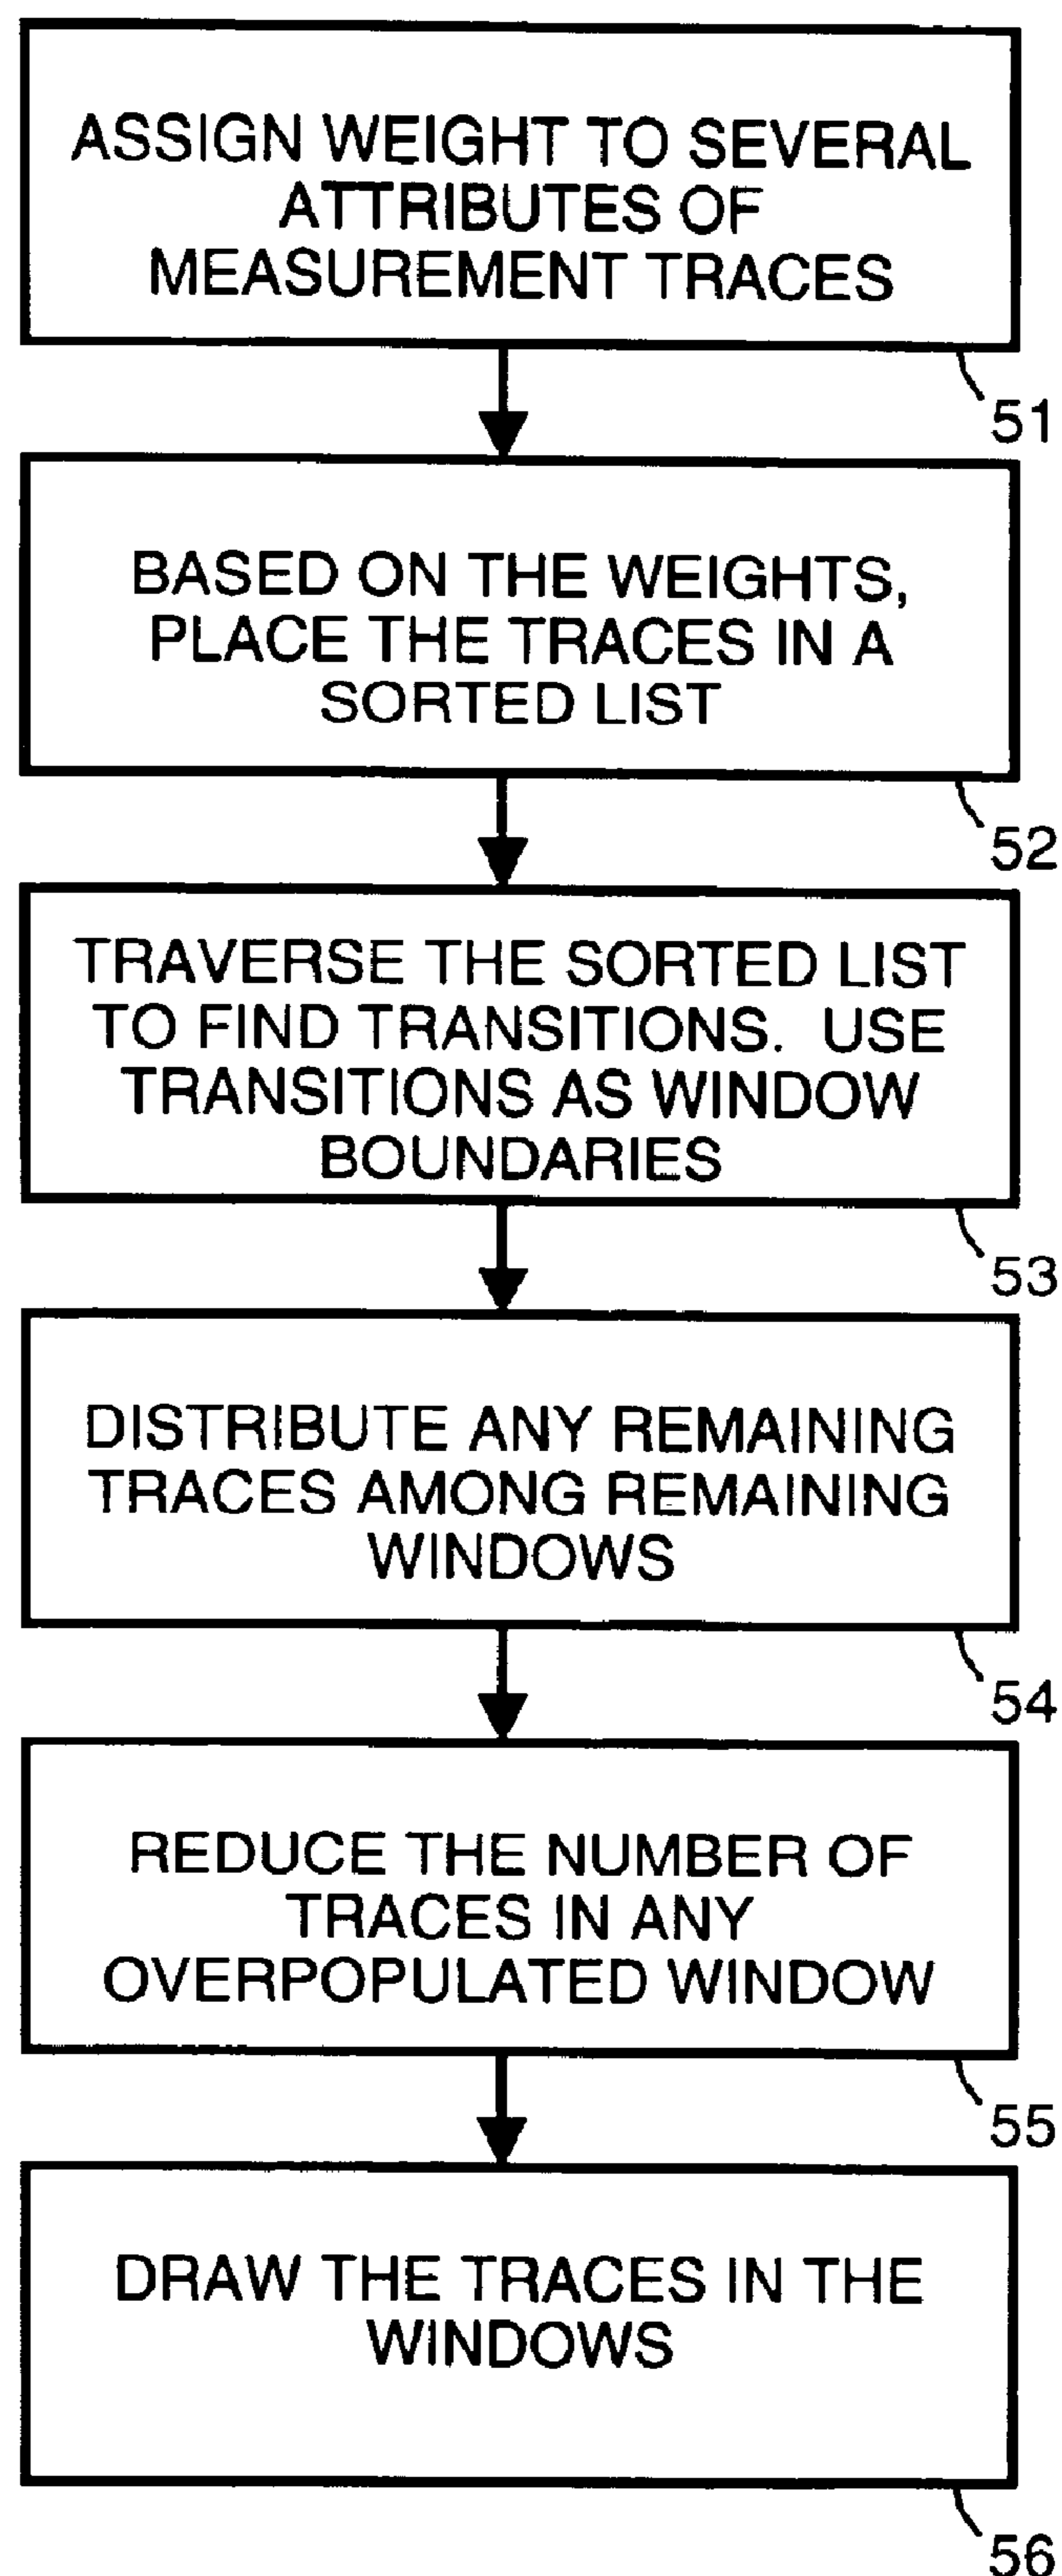 ASSIGN WEIGHT TO SEVERAL
ATTRIBUTES OF
MEASUREMENT TRACES
51
BASED ON THE WEIGHTS,
PLACE THE TRACES IN A
SORTED LIST
52
TRAVERSE THE SORTED LIST
TO FIND TRANSITIONS. USE
TRANSITIONS AS WINDOW
BOUNDARIES
53
DISTRIBUTE ANY REMAINING
TRACES AMONG REMAINING
WINDOWS
54
REDUCE THE NUMBER OF
TRACES IN ANY
OVERPOPULATED WINDOW
55
DRAW THE TRACES IN THE
WINDOWS
56